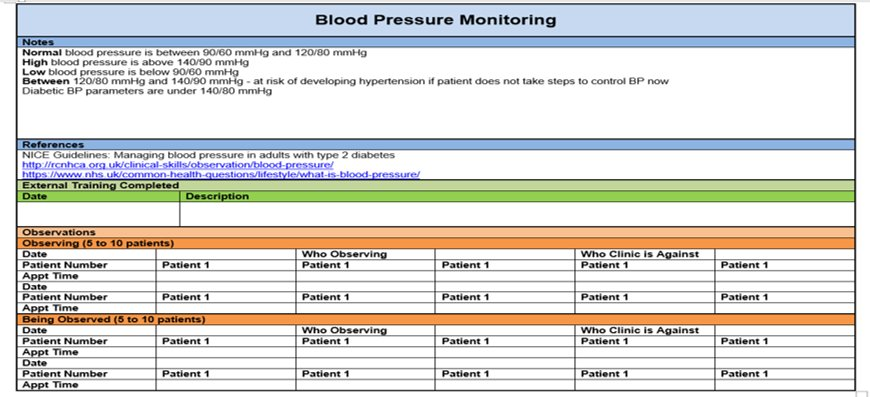 Blood Pressure Monitoring
Notes
Normal blood pressure is between 90/60 mmHg and 120/80 mmHg
High blood pressure is above 140/90 mmHg
Low blood pressure is below 90/60 mmHg
Between 120/80 mmHg and 140/90 mmHg - at risk of developing hypertension if patient does not take steps to control BP now
Diabetic BP parameters are under 140/80 mmHg
References
NICE Guidelines: Managing blood pressure in adults with type 2 diabetes
http://rcnhca.org.uk/clinical-skills/observation/blood-pressure/
https://www.nhs.uk/common-health-questions/lifestyle/what-is-blood-pressure/
External Training Completed
Date Description
Observations
Observing (5 to 10 patients)
Date Who Observing Who Clinic is Against
Patient Number Patient 1 Patient 1 Patient 1 Patient 1 Patient 1
Appt Time
Date
Patient Number Patient 1 Patient 1 Patient 1 Patient 1 Patient 1
Appt Time
Being Observed (5 to 10 patients)
Date Who Observing Who Clinic is Against
Patient Number Patient 1 Patient 1 Patient 1 Patient 1 Patient 1
Appt Time
Date
Patient Number Patient 1 Patient 1 Patient 1 Patient 1 Patient 1
Appt Time